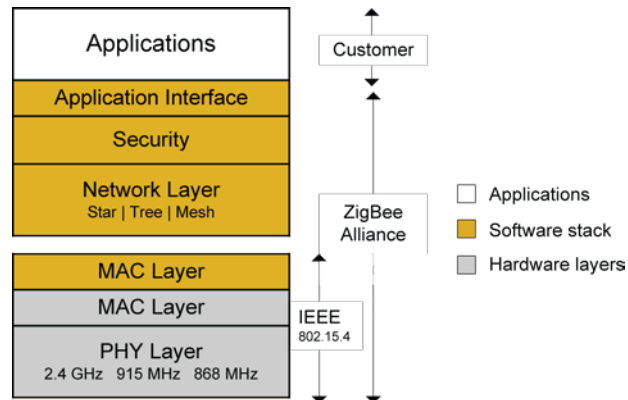 Applications
Application Interface
Security
Network Layer
Star | Tree | Mesh
MAC Layer
MAC Layer
PHY Layer
2.4 GHz 915 MHz 868 MHz
Customer
ZigBee
Alliance
IEEE
802.15.4
Applications
Software stack
Hardware layers